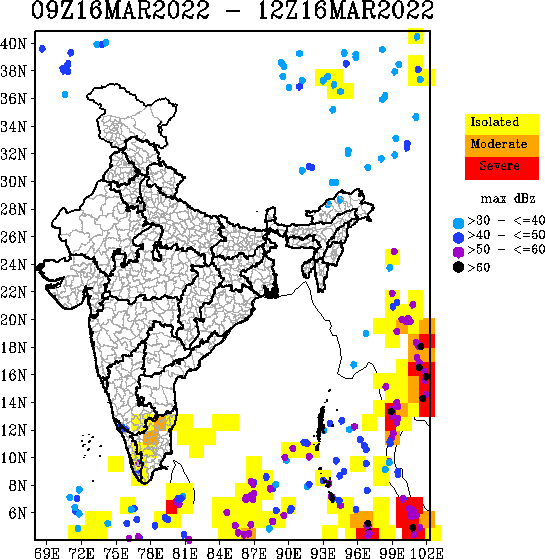 09Z16MAR2022 - 12Z16MAR2022
40N
38N
36N
34N
32N
30N
28N
26N
24N
22N
20N
18N
16N
14N
12N
10N
8N
6N
69E 72E 75E 78E 81E 84E 87E 90E 93E 96E 99E 102E
Isolated
Moderate
Severe
max dBz
>30 - <=40
>40 - <=50
>50 - <=60
>60